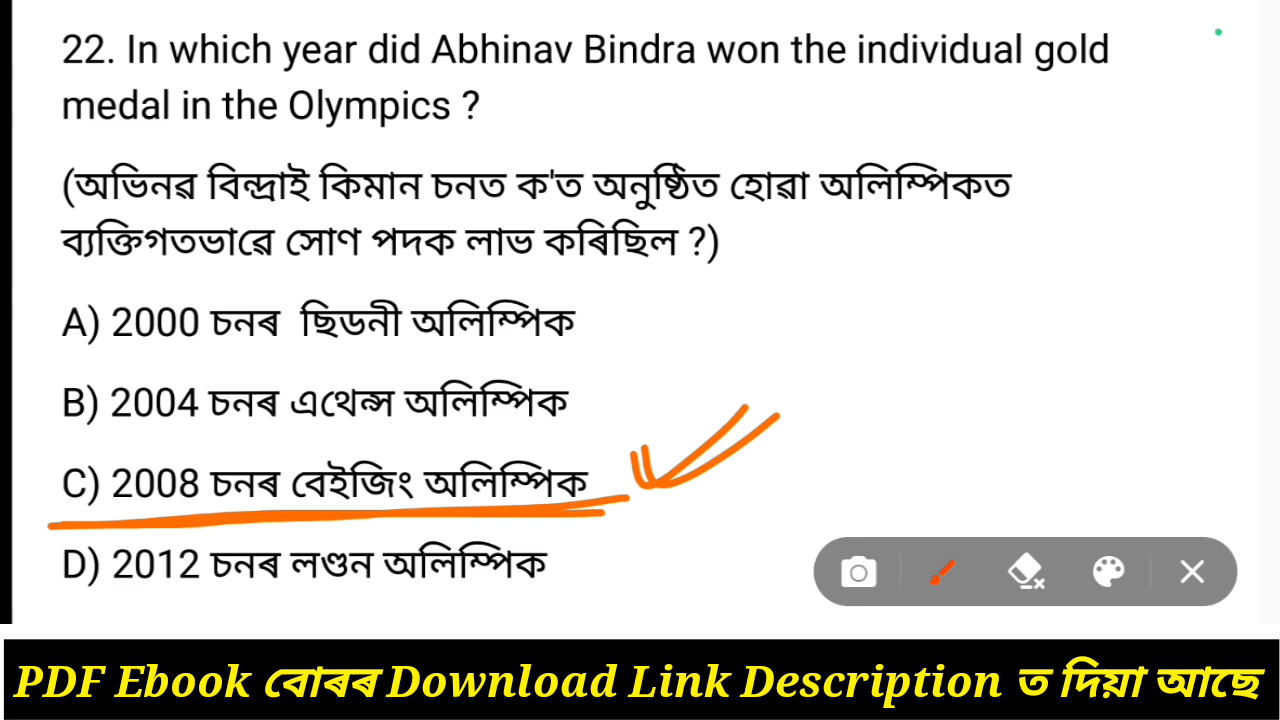 22. In which year did Abhinav Bindra won the individual gold
medal in the Olympics ?
(অভিনৱ বিন্দ্ৰাই কিমান চনত ক'ত অনুষ্ঠিত হোৱা অলিম্পিকত
ব্যক্তিগতভাৱে সোণ পদক লাভ কৰিছিল ?)
A) 2000 চনৰ ছিডনী অলিম্পিক
B) 2004 চনৰ এথেন্স অলিম্পিক
C) 2008 চনৰ বেইজিং অলিম্পিক
D) 2012 চনৰ লণ্ডন অলিম্পিক
PDF Ebook বোৰৰ Download Link Description ত দিয়া আছে